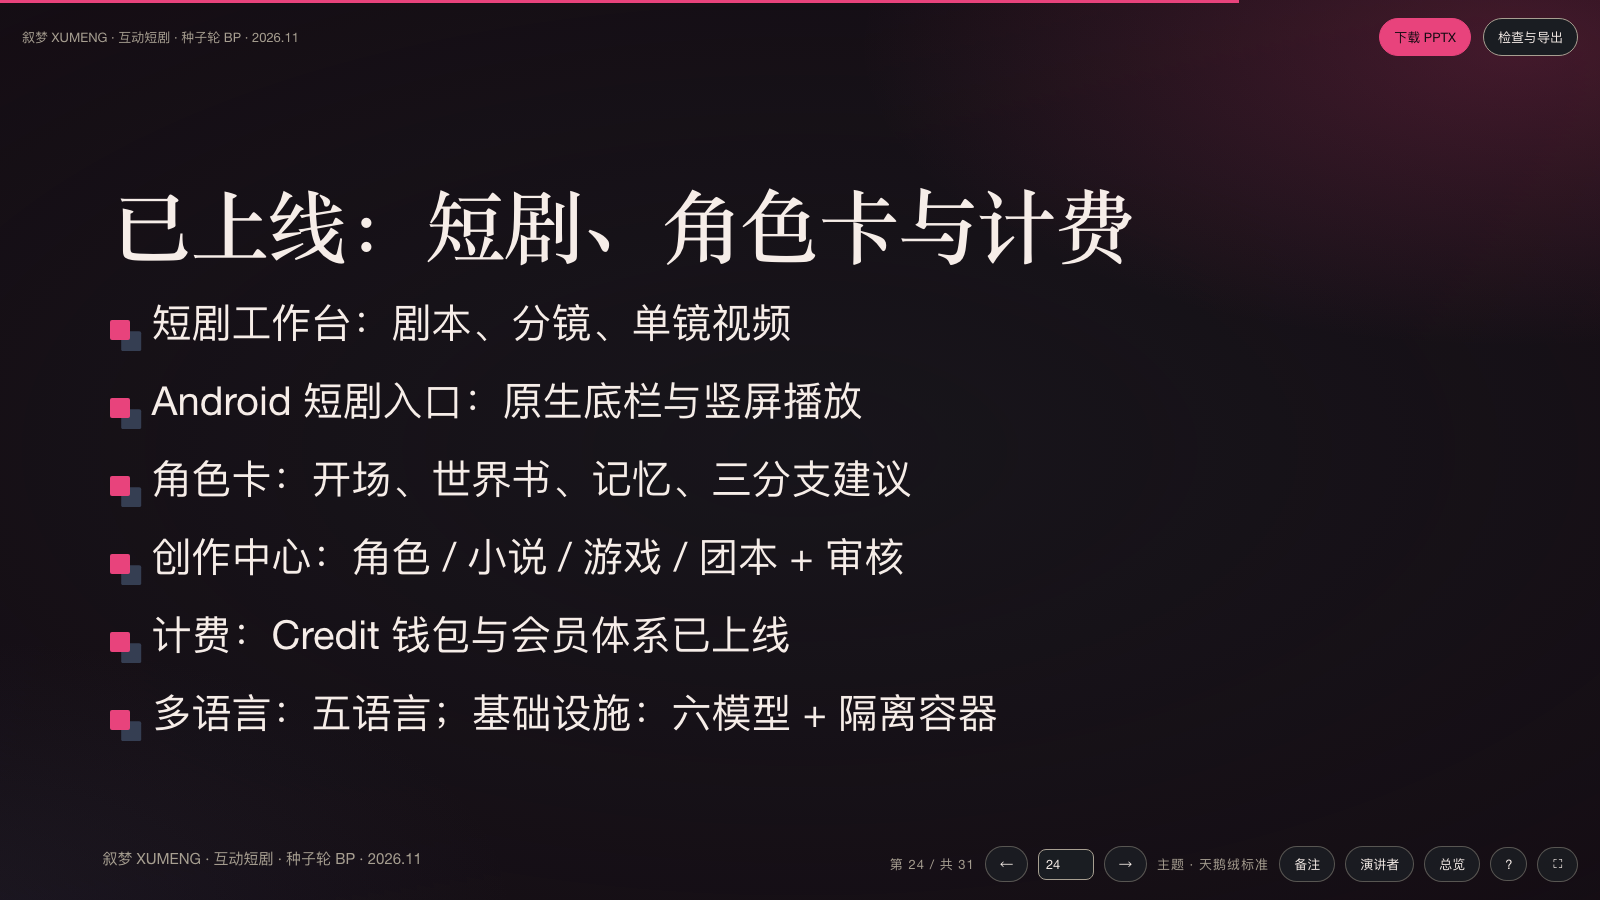 叙梦 XUMENG · 互动短剧 · 种子轮 BP · 2026.11
下载 PPTX
检查与导出
已上线：短剧、角色卡与计费
短剧工作台：剧本、分镜、单镜视频
Android 短剧入口：原生底栏与竖屏播放
角色卡：开场、世界书、记忆、三分支建议
创作中心：角色 / 小说 / 游戏 / 团本 + 审核
计费：Credit 钱包与会员体系已上线
多语言：五语言；基础设施：六模型 + 隔离容器
叙梦 XUMENG · 互动短剧 · 种子轮 BP · 2026.11
第 24 / 共 31
←
24
→
主题 · 天鹅绒标准
备注
演讲者
总览
?